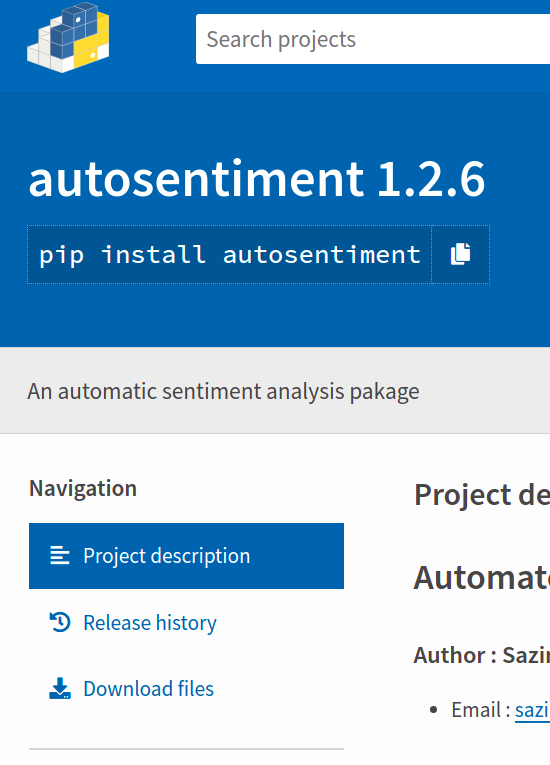 Search projects
autosentiment 1.2.6
pip install autosentiment
An automatic sentiment analysis pakage
Navigation
Project description
Release history
Download files
Project de
Automat
Author : Sazi
Email : sazi